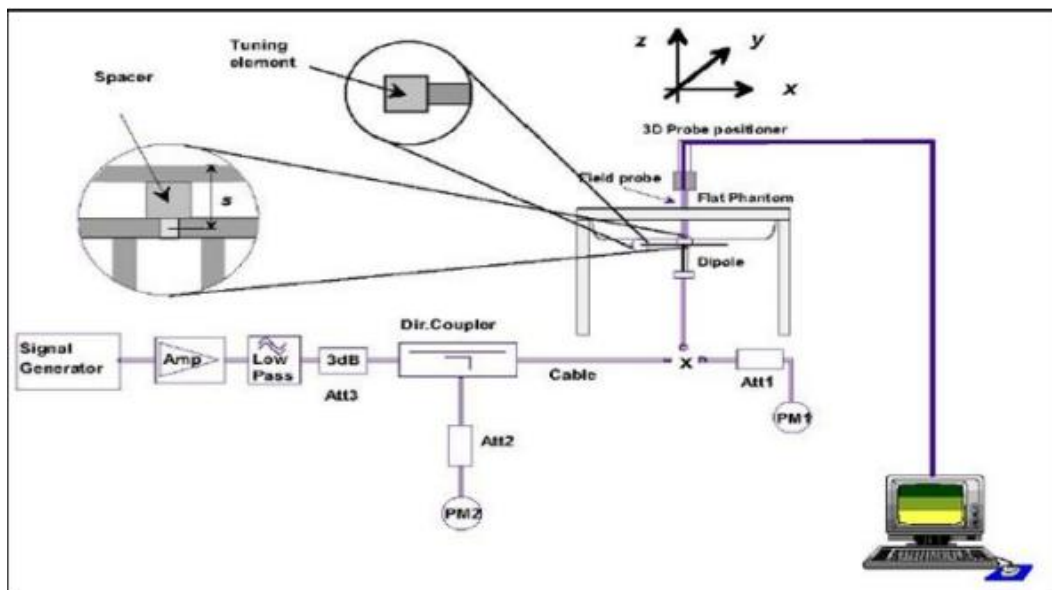 Tuning
element
Spacer
s
z
y
x
3D Probe positioner
Field probe
Flat Phantom
Dipole
Signal
Generator
Amp
Low
Pass
3dB
Att3
Dir.Coupler
Cable
x
Att1
PM1
Att2
PM2